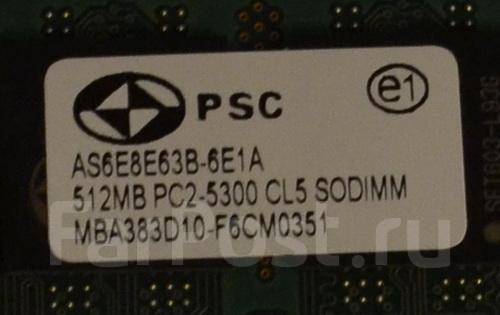 PSC
e1
AS6E8E63B-6E1A
512MB PC2-5300 CL5 SODIMM
MBA383D10-F6CM0351
FarPost.ru